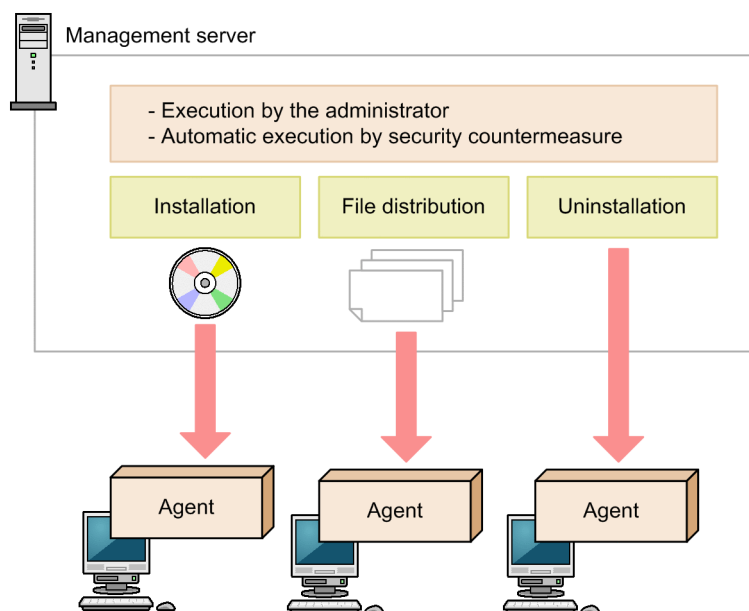 Management server
- Execution by the administrator
- Automatic execution by security countermeasure
Installation
File distribution
Uninstallation
Agent
Agent
Agent